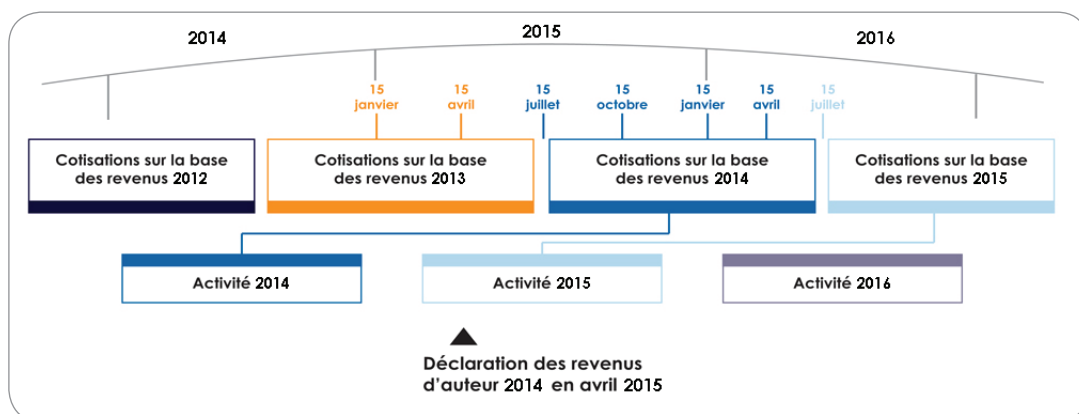 2014
2015
2016
15 janvier
15 avril
15 juillet
15 octobre
15 janvier
15 avril
15 juillet
Cotisations sur la base
des revenus 2012
Cotisations sur la base
des revenus 2013
Cotisations sur la base
des revenus 2014
Cotisations sur la base
des revenus 2015
Activité 2014
Activité 2015
Activité 2016
Déclaration des revenus
d'auteur 2014 en avril 2015